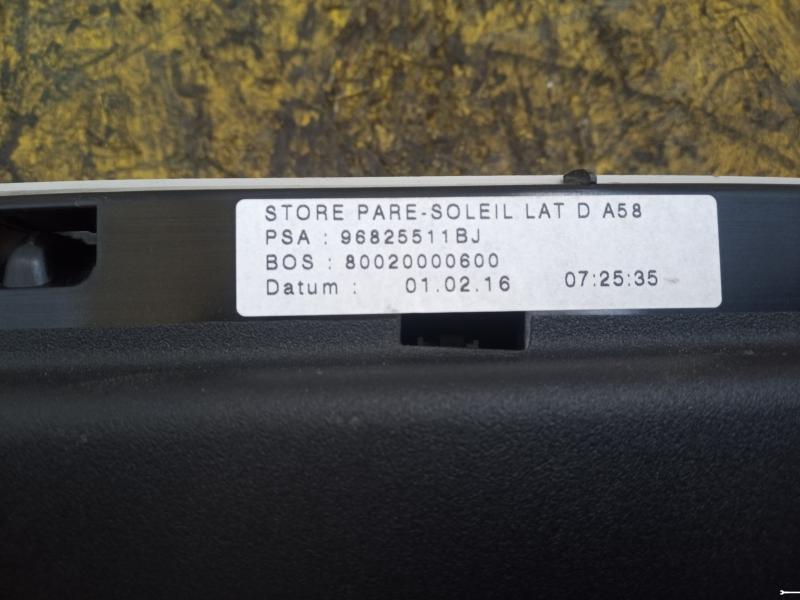 STORE PARE-SOLEIL LAT D A58
PSA : 96825511BJ
BOS : 80020000600
Datum : 01.02.16 07:25:35